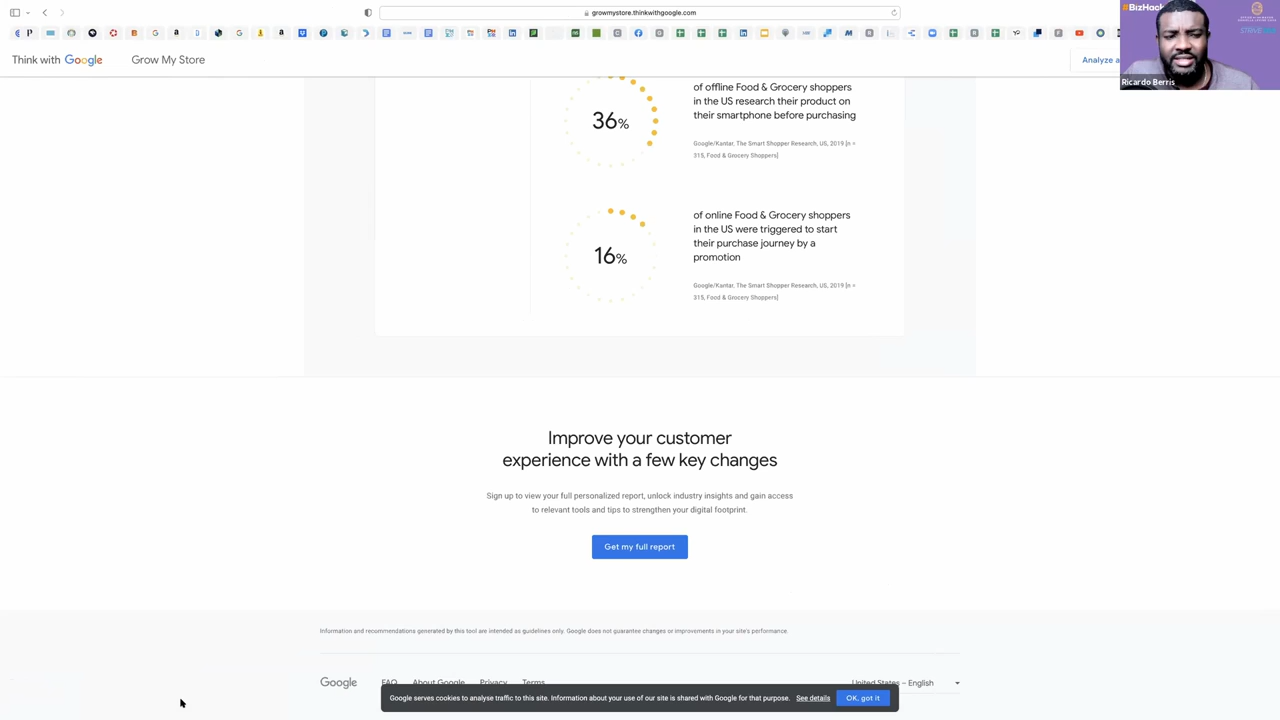 growmystore.thinkwithgoogle.com
#BizHack
Think with Google
Grow My Store
Analyze a
Ricardo Berris
36%
of offline Food & Grocery shoppers
in the US research their product on
their smartphone before purchasing
Google/Kantar, The Smart Shopper Research, US, 2019 [n =
315, Food & Grocery Shoppers]
16%
of online Food & Grocery shoppers
in the US were triggered to start
their purchase journey by a
promotion
Google/Kantar, The Smart Shopper Research, US, 2019 [n =
315, Food & Grocery Shoppers]
Improve your customer
experience with a few key changes
Sign up to view your full personalized report, unlock industry insights and gain access
to relevant tools and tips to strengthen your digital footprint.
Get my full report
Information and recommendations generated by this tool are intended as guidelines only. Google does not guarantee changes or improvements in your site's performance.
Google
FAQ
About Google
Privacy
Terms
United States – English
Google serves cookies to analyse traffic to this site. Information about your use of our site is shared with Google for that purpose.
See details
OK, got it